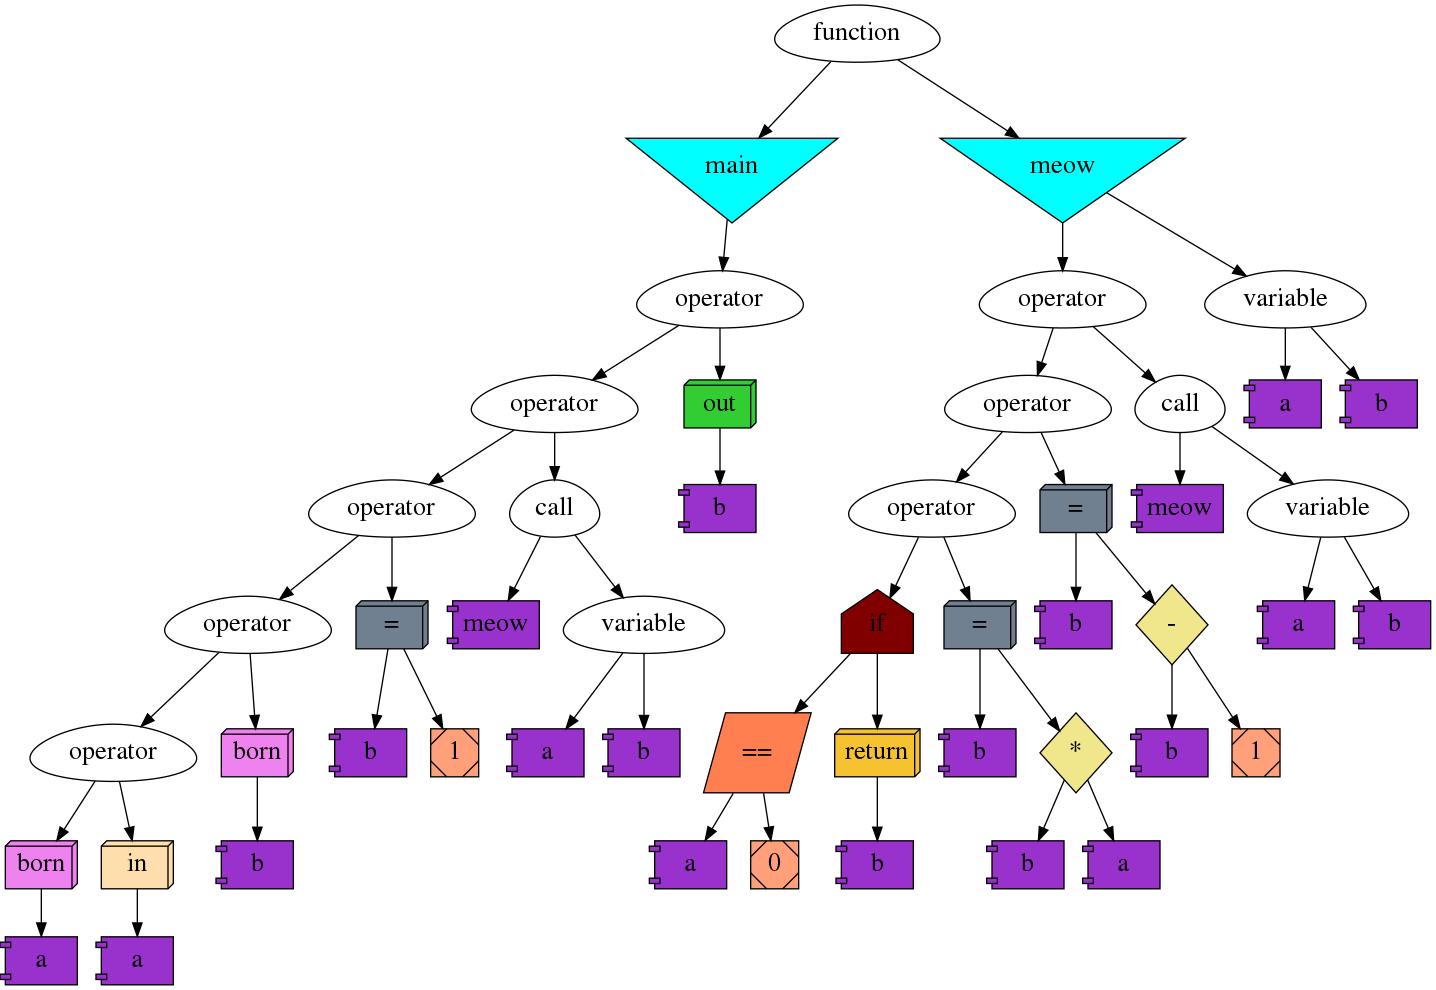 function
main meow
operator operator variable
operator out operator call a b
operator call b operator = meow variable
operator = meow variable if = b - a b
operator born b 1 a b == return b * b 1
born in b a 0 b b a
a a